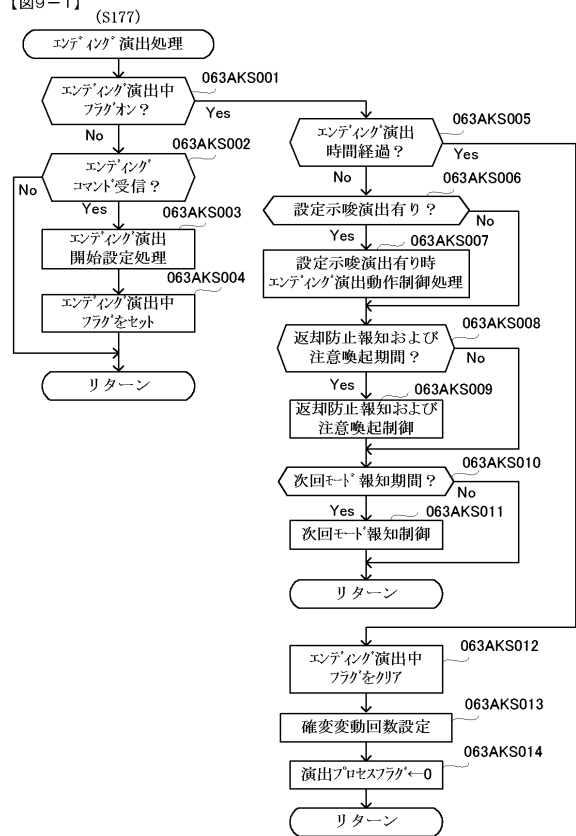 【図9-1】
(S177)
エンディング演出処理
063AKS001
エンディング演出中
フラグオン？
Yes
No
063AKS002
エンディング
コマンド受信？
No
Yes
063AKS003
エンディング演出
開始設定処理
063AKS004
エンディング演出中
フラグをセット
リターン
063AKS005
エンディング演出
時間経過？
Yes
No
063AKS006
設定示唆演出有り？
No
Yes
063AKS007
設定示唆演出有り時
エンディング演出動作制御処理
063AKS008
返却防止報知および
注意喚起期間？
No
Yes
063AKS009
返却防止報知および
注意喚起制御
063AKS010
次回モード報知期間？
No
Yes
063AKS011
次回モード報知制御
リターン
063AKS012
エンディング演出中
フラグをクリア
063AKS013
確変変動回数設定
063AKS014
演出プロセスフラグ←0
リターン